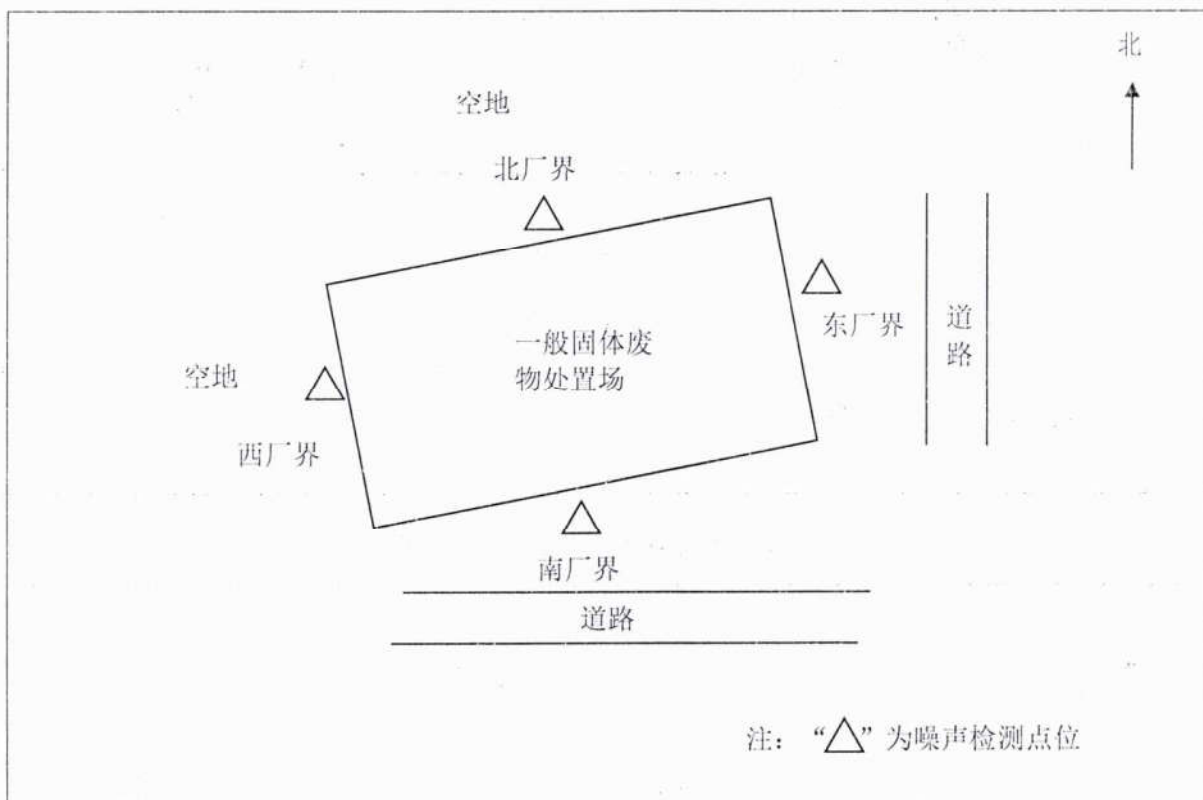 北
空地
北厂界
东厂界
道
路
一般固体废
物处置场
空地
西厂界
南厂界
道路
注：“△”为噪声检测点位